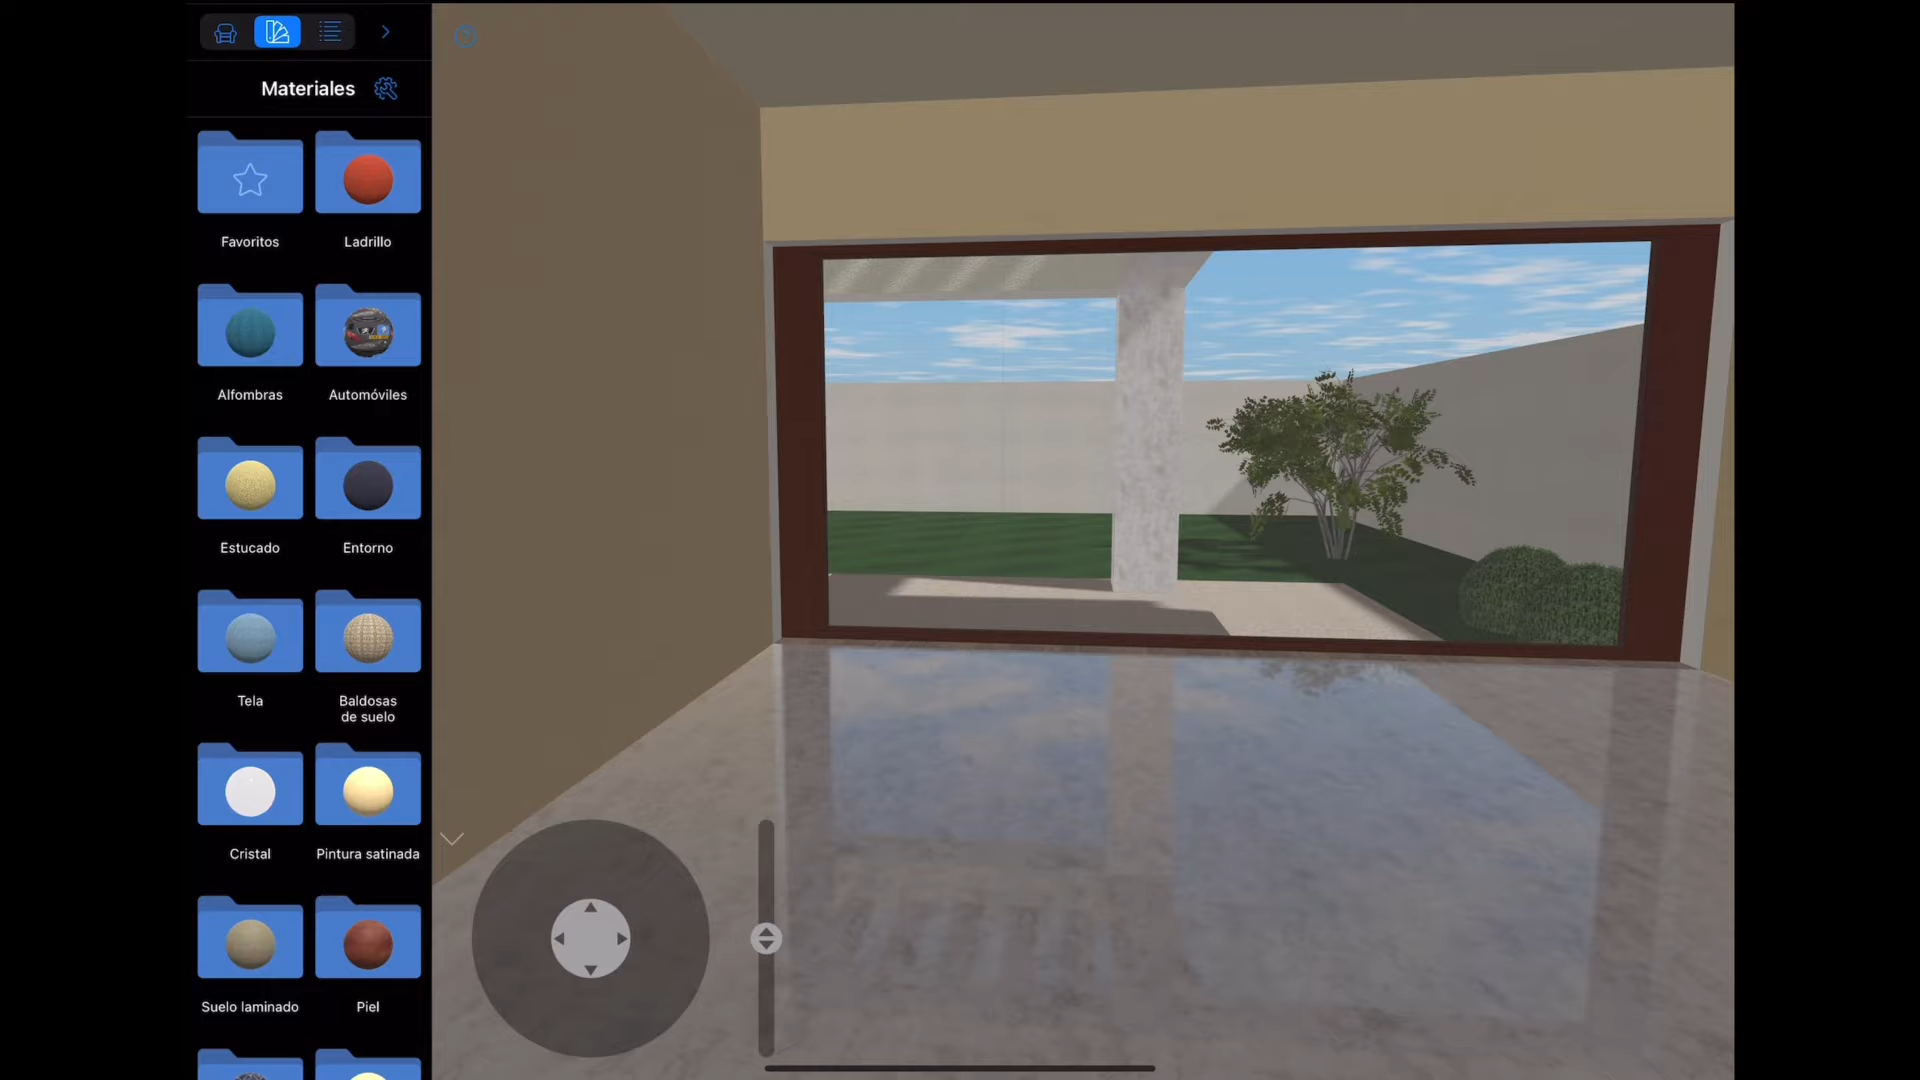 Materiales
Favoritos
Ladrillo
Alfombras
Automóviles
Estucado
Entorno
Tela
Baldosas
de suelo
Cristal
Pintura satinada
Suelo laminado
Piel